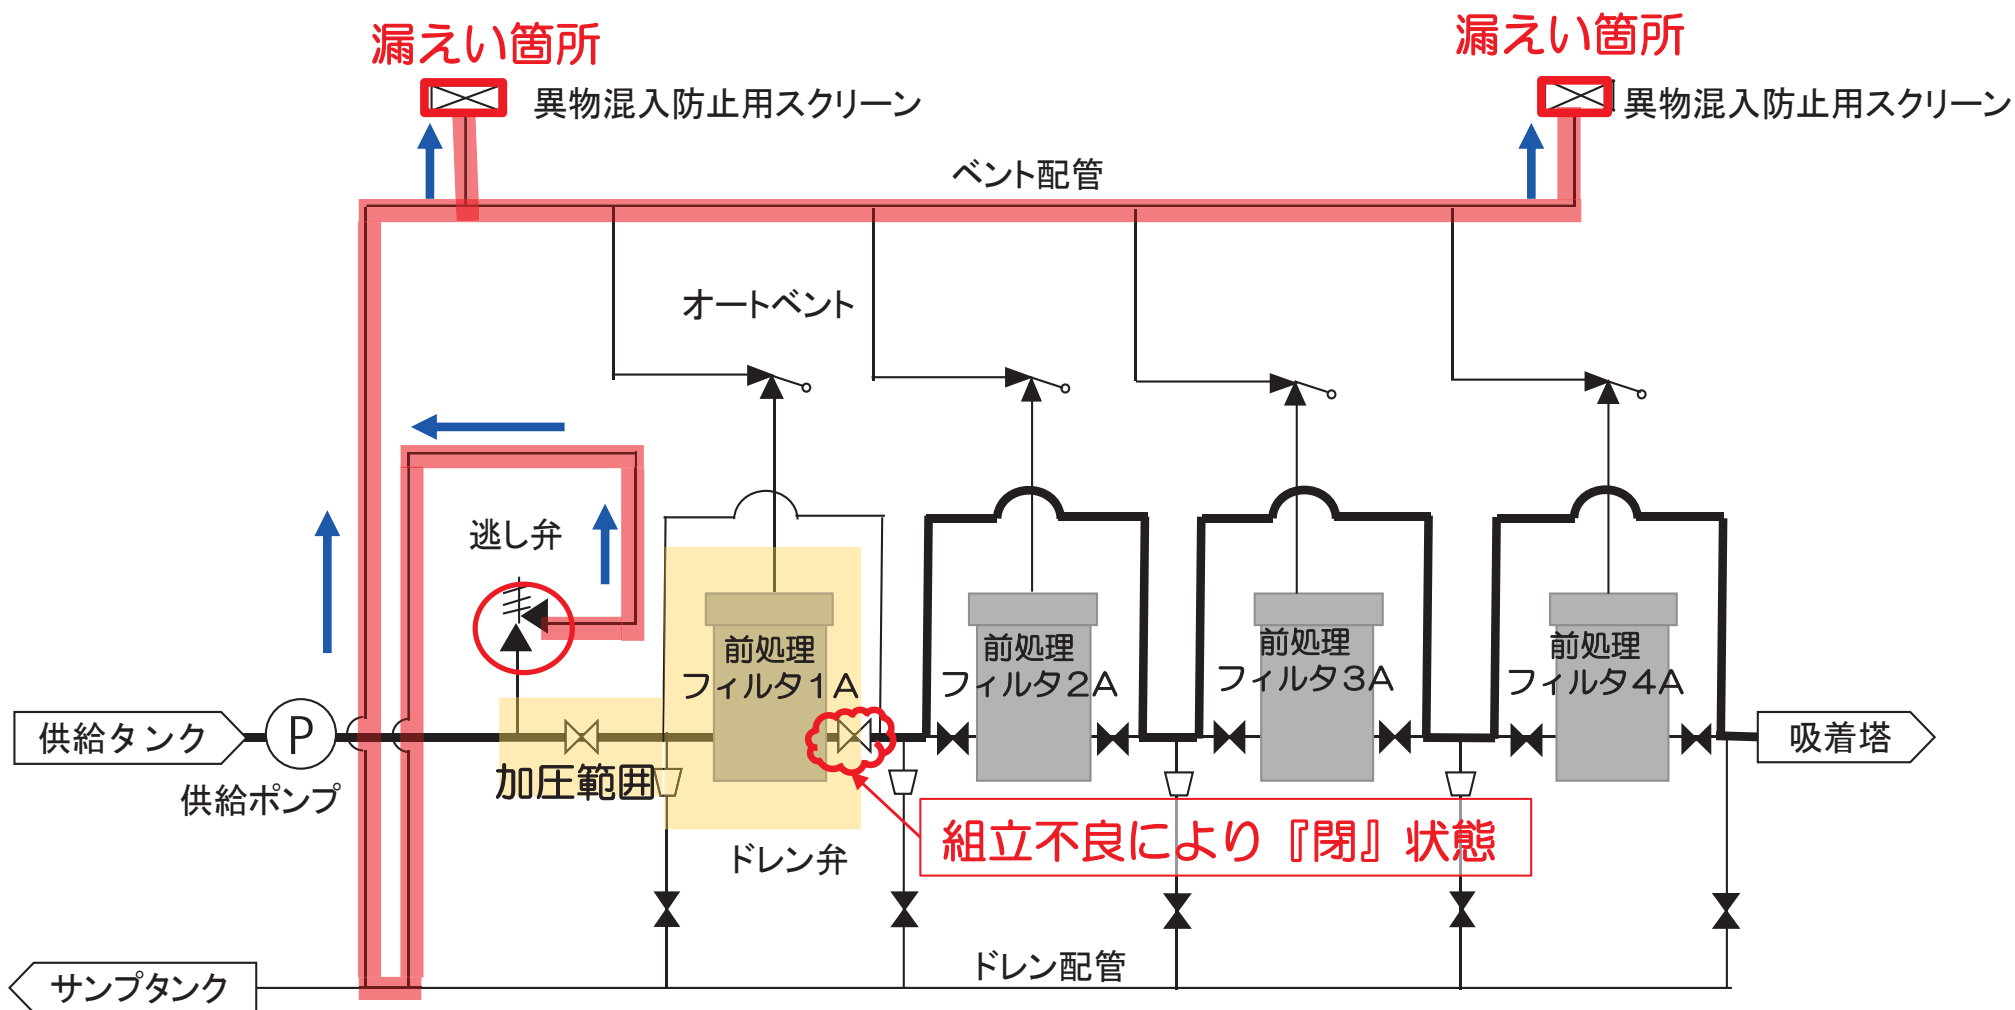 漏えい箇所
漏えい箇所
異物混入防止用スクリーン
異物混入防止用スクリーン
ベント配管
オートベント
逃し弁
前処理
フィルタ1A
前処理
フィルタ2A
前処理
フィルタ3A
前処理
フィルタ4A
供給タンク
P
吸着塔
加圧範囲
供給ポンプ
組立不良により『閉』状態
ドレン弁
ドレン配管
サンプタンク